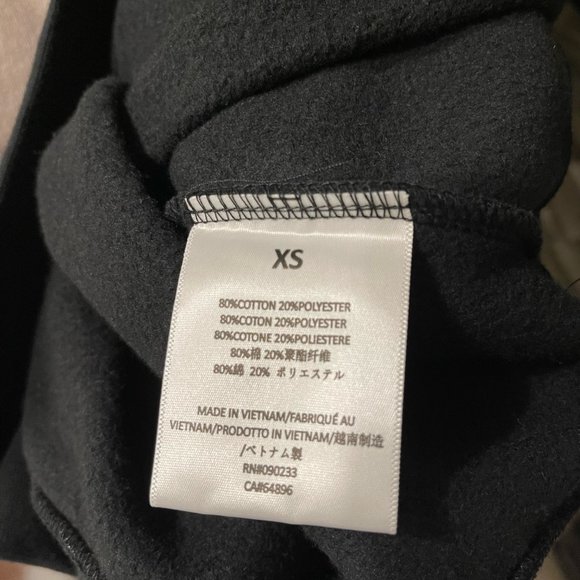 XS
80%COTTON 20%POLYESTER
80%COTON 20%POLYESTER
80%COTONE 20%POLIESTERE
80%棉 20%聚酯纤维
80%綿 20% ポリエステル
MADE IN VIETNAM/FABRIQUÉ AU
VIETNAM/PRODOTTO IN VIETNAM/越南制造
/ベトナム製
RN#090233
CA#64896